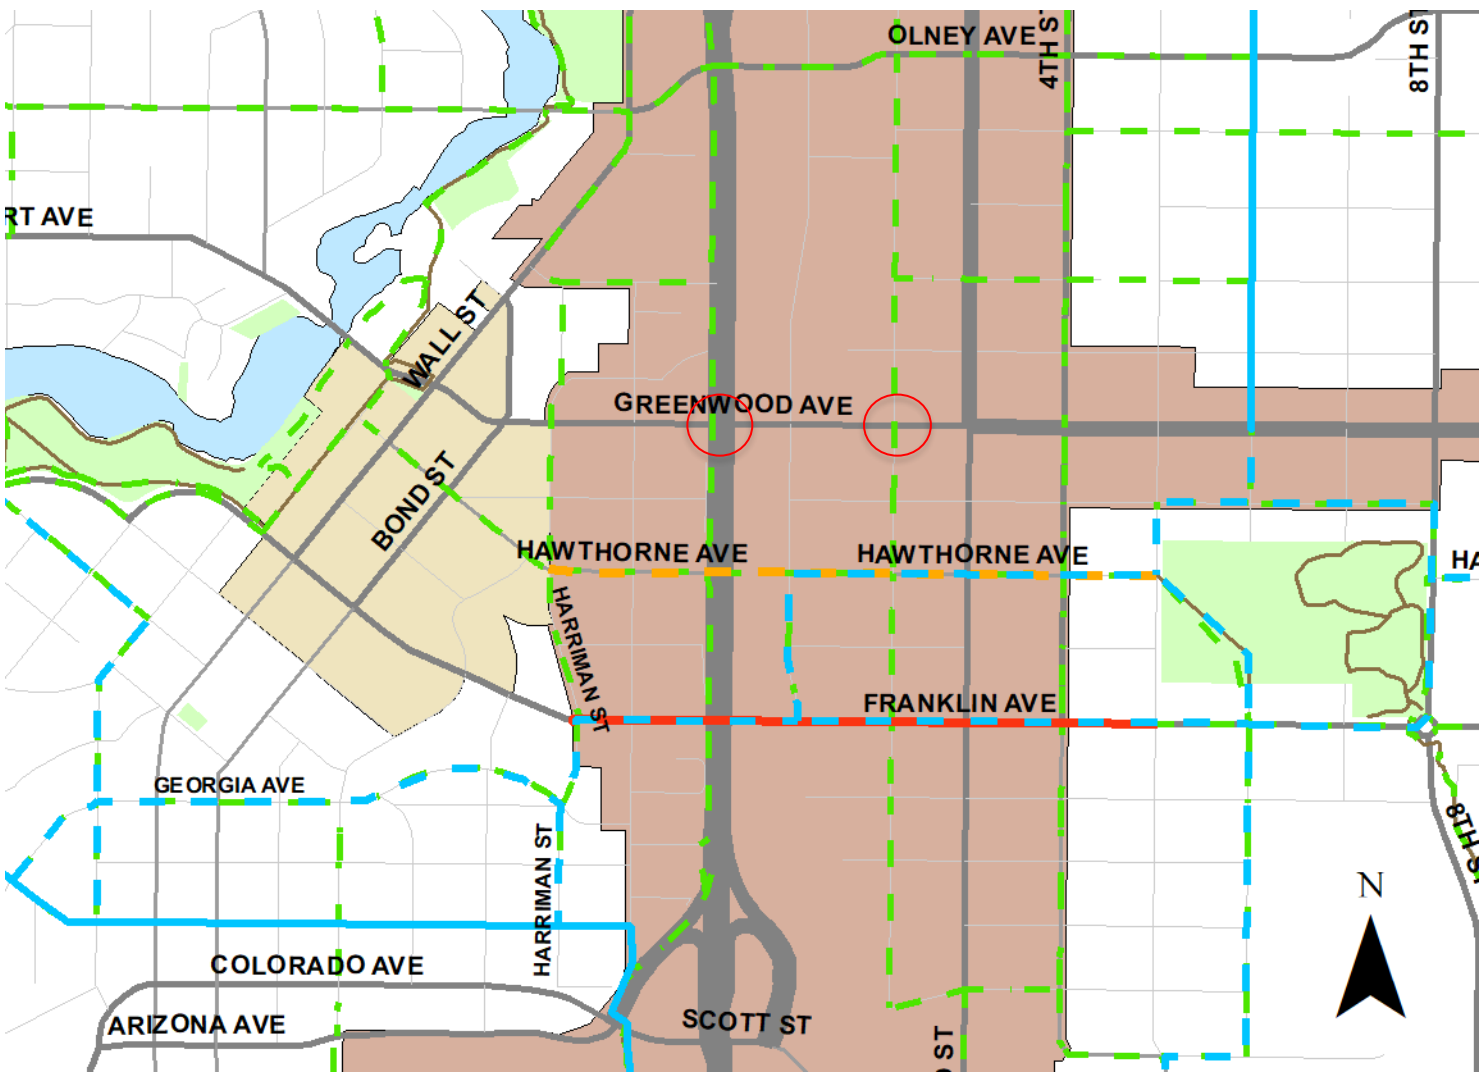 OLNEY AVE
4TH ST
8TH ST
RT AVE
WALL ST
GREENWOOD AVE
BOND ST
HAWTHORNE AVE
HAWTHORNE AVE
HA
HARRIMAN ST
FRANKLIN AVE
GEORGIA AVE
8TH S
HARRIMAN ST
N
COLORADO AVE
ARIZONA AVE
SCOTT ST
D ST